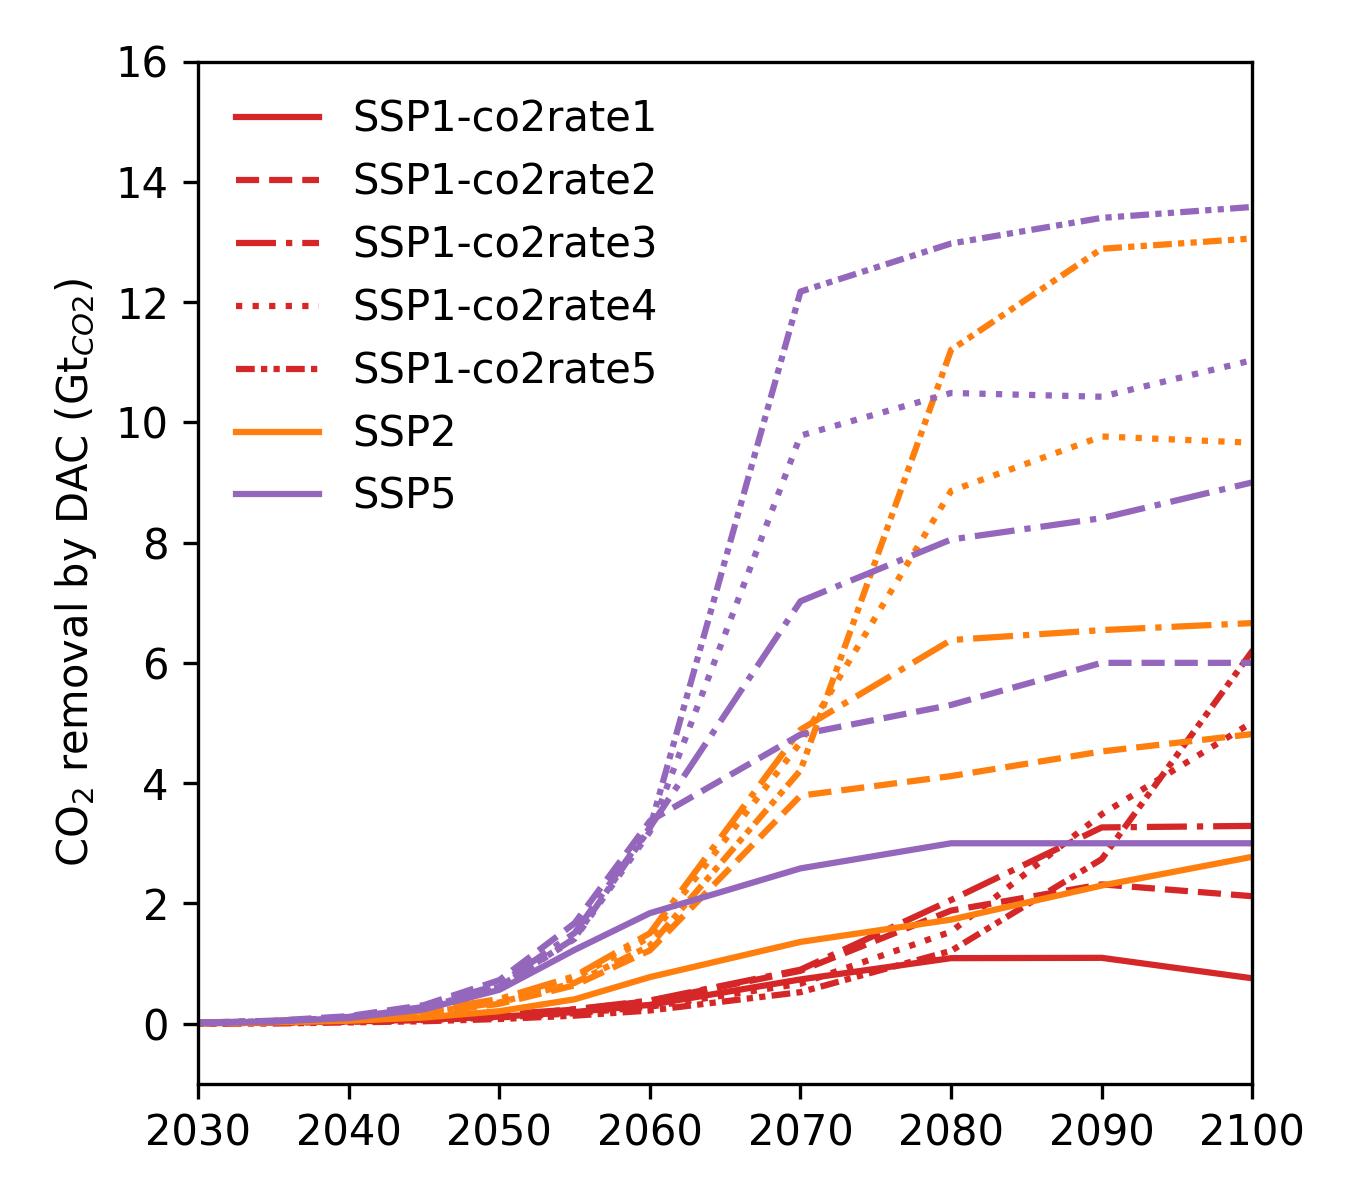 CO2 removal by DAC (GtCO2)
16
14
12
10
8
6
4
2
0
SSP1-co2rate1
SSP1-co2rate2
SSP1-co2rate3
SSP1-co2rate4
SSP1-co2rate5
SSP2
SSP5
2030 2040 2050 2060 2070 2080 2090 2100